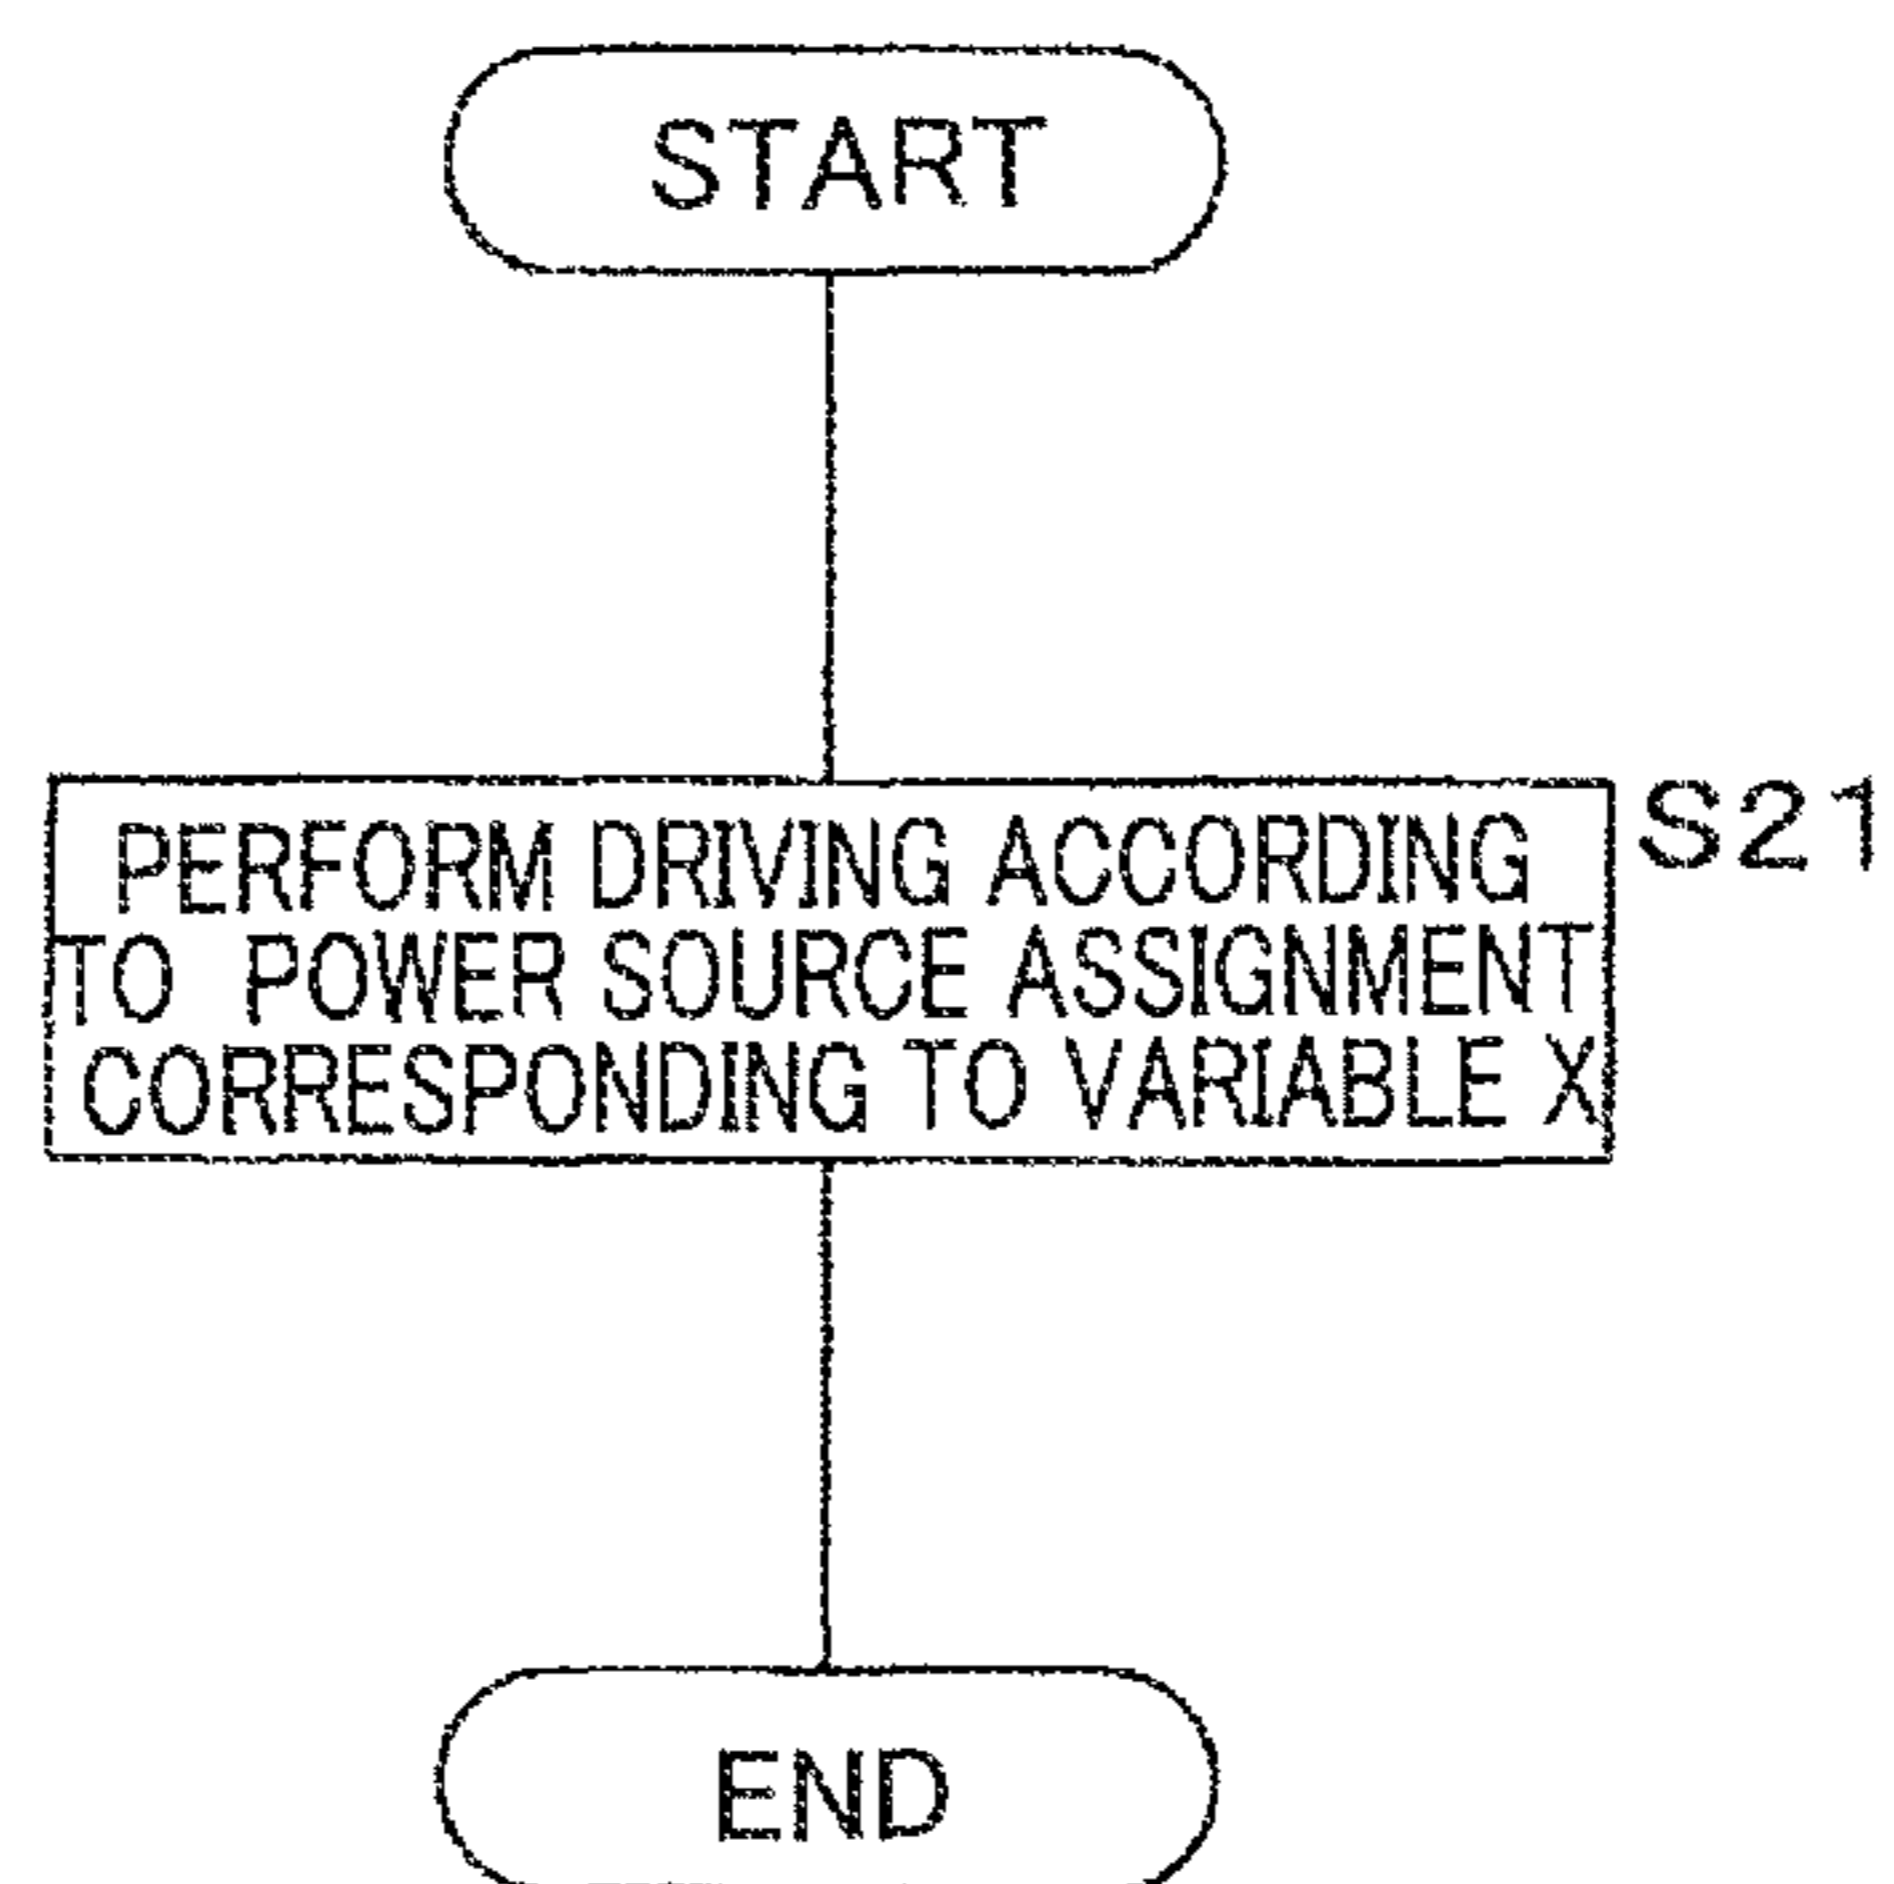 START
S21
PERFORM DRIVING ACCORDING
TO POWER SOURCE ASSIGNMENT
CORRESPONDING TO VARIABLE X
END